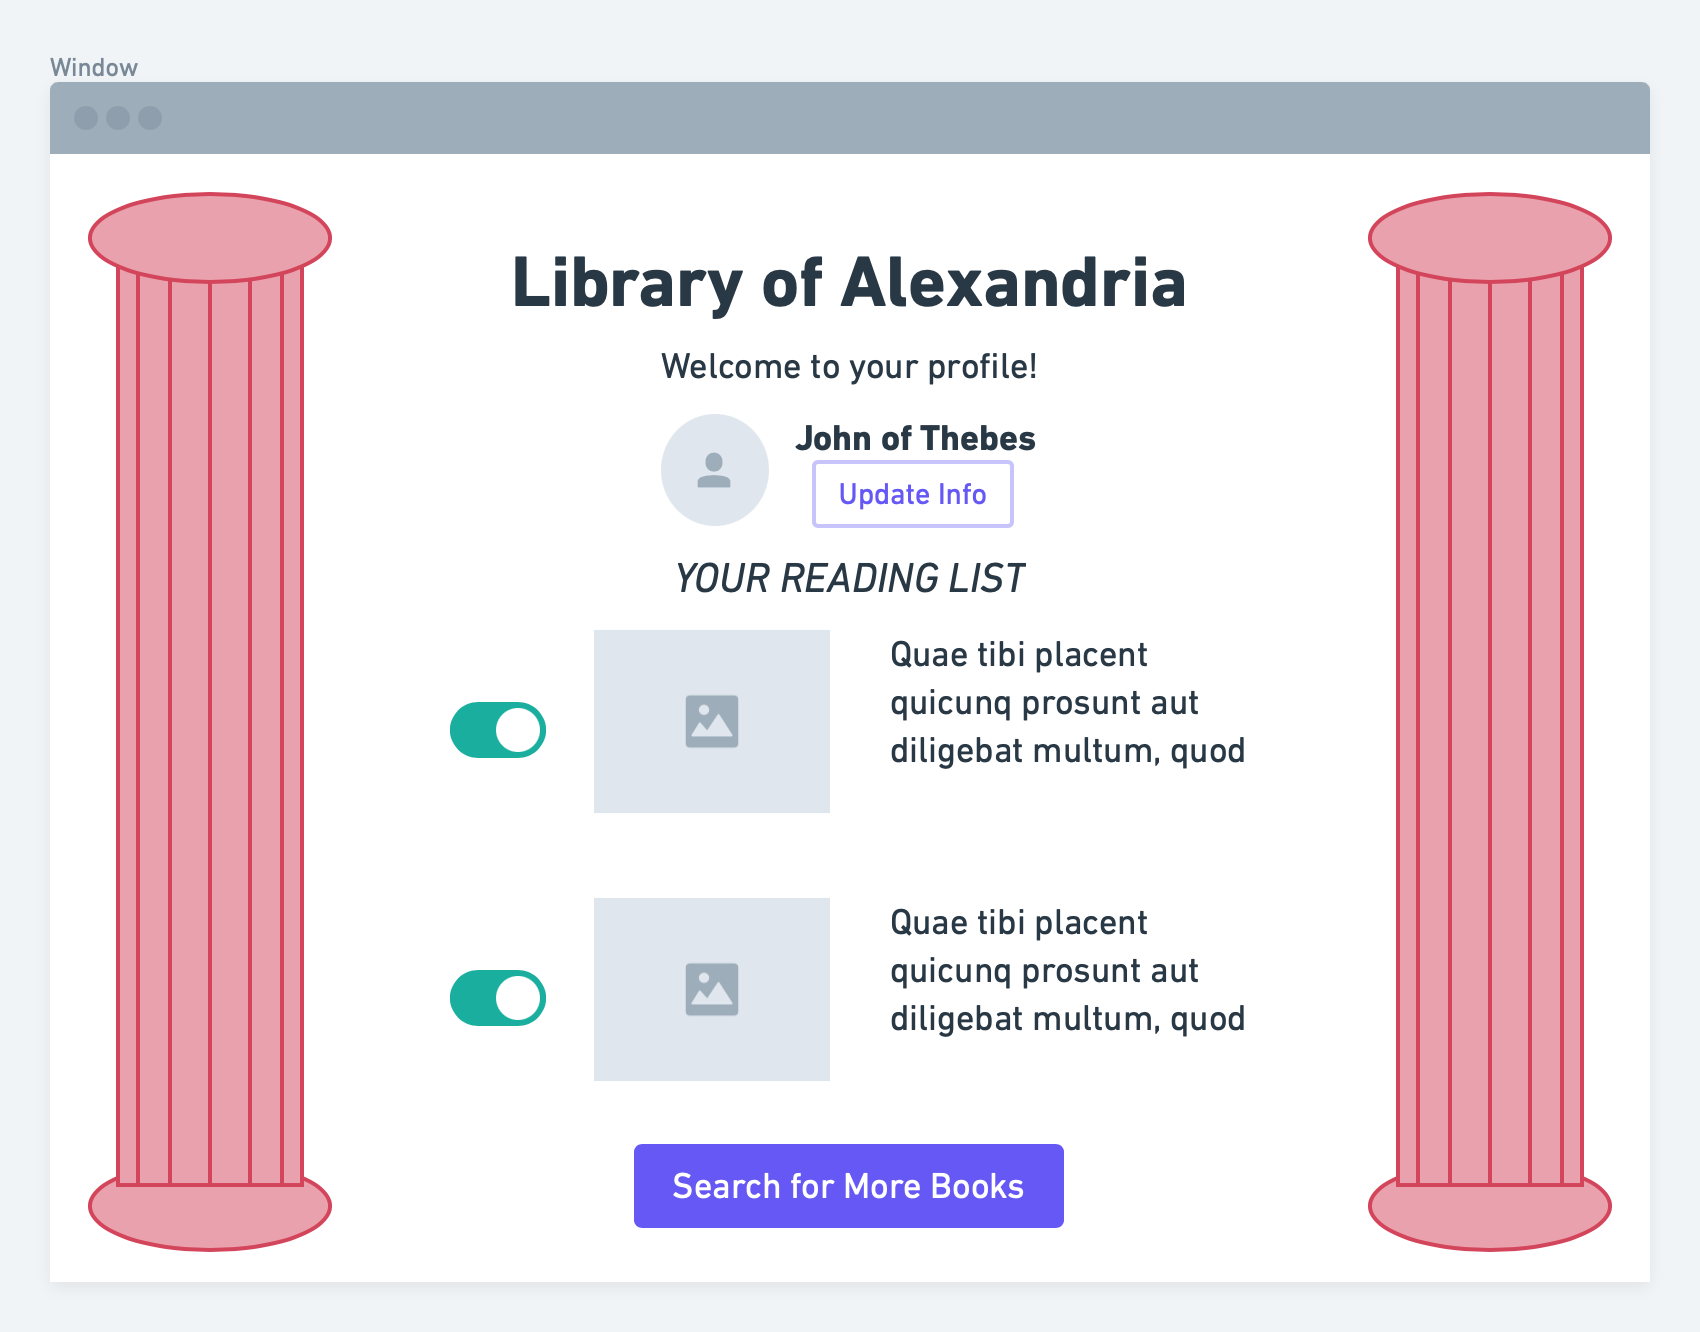 Window
Library of Alexandria
Welcome to your profile!
John of Thebes
Update Info
YOUR READING LIST
Quae tibi placent
quicunq prosunt aut
diligebat multum, quod
Quae tibi placent
quicunq prosunt aut
diligebat multum, quod
Search for More Books